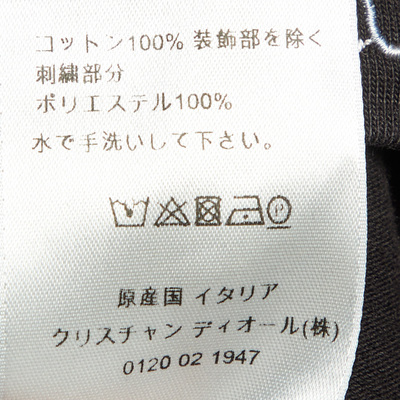 コットン100% 装飾部を除く
刺繍部分
ポリエステル100%
水で手洗いして下さい。
P
原産国 イタリア
クリスチャン ディオール(株)
0120 02 1947